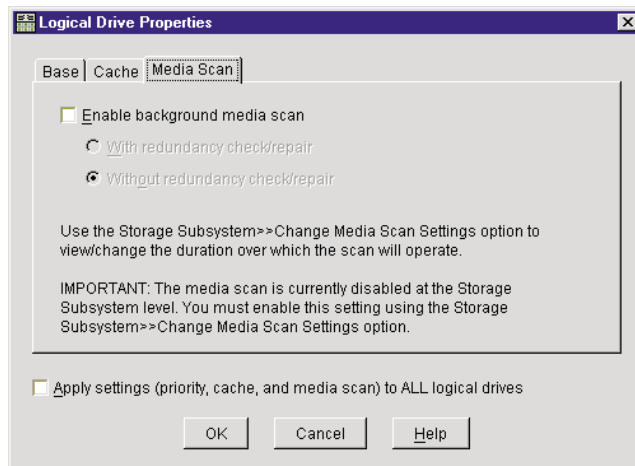 Logical Drive Properties
Base Cache Media Scan
Enable background media scan
With redundancy check/repair
Without redundancy check/repair
Use the Storage Subsystem>>Change Media Scan Settings option to
view/change the duration over which the scan will operate.
IMPORTANT: The media scan is currently disabled at the Storage
Subsystem level. You must enable this setting using the Storage
Subsystem>>Change Media Scan Settings option.
Apply settings (priority, cache, and media scan) to ALL logical drives
OK Cancel Help